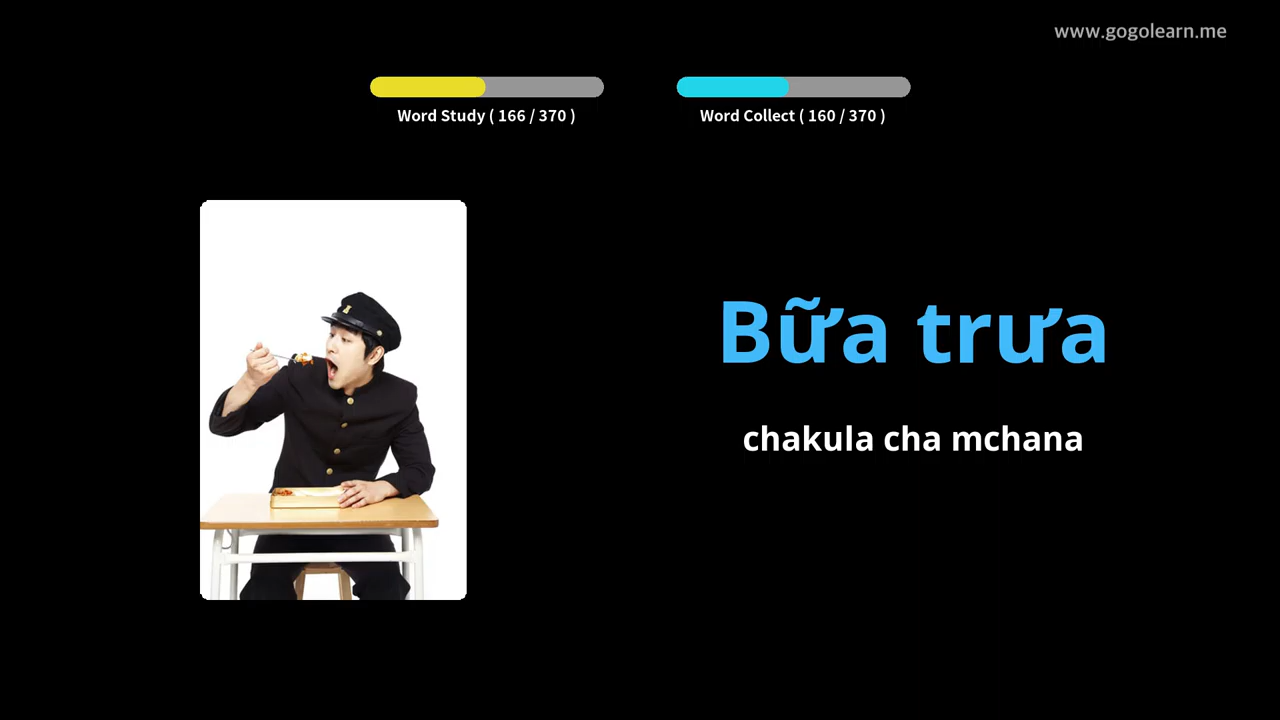 www.gogolearn.me
Word Study ( 166 / 370 )
Word Collect ( 160 / 370 )
Bữa trưa
chakula cha mchana